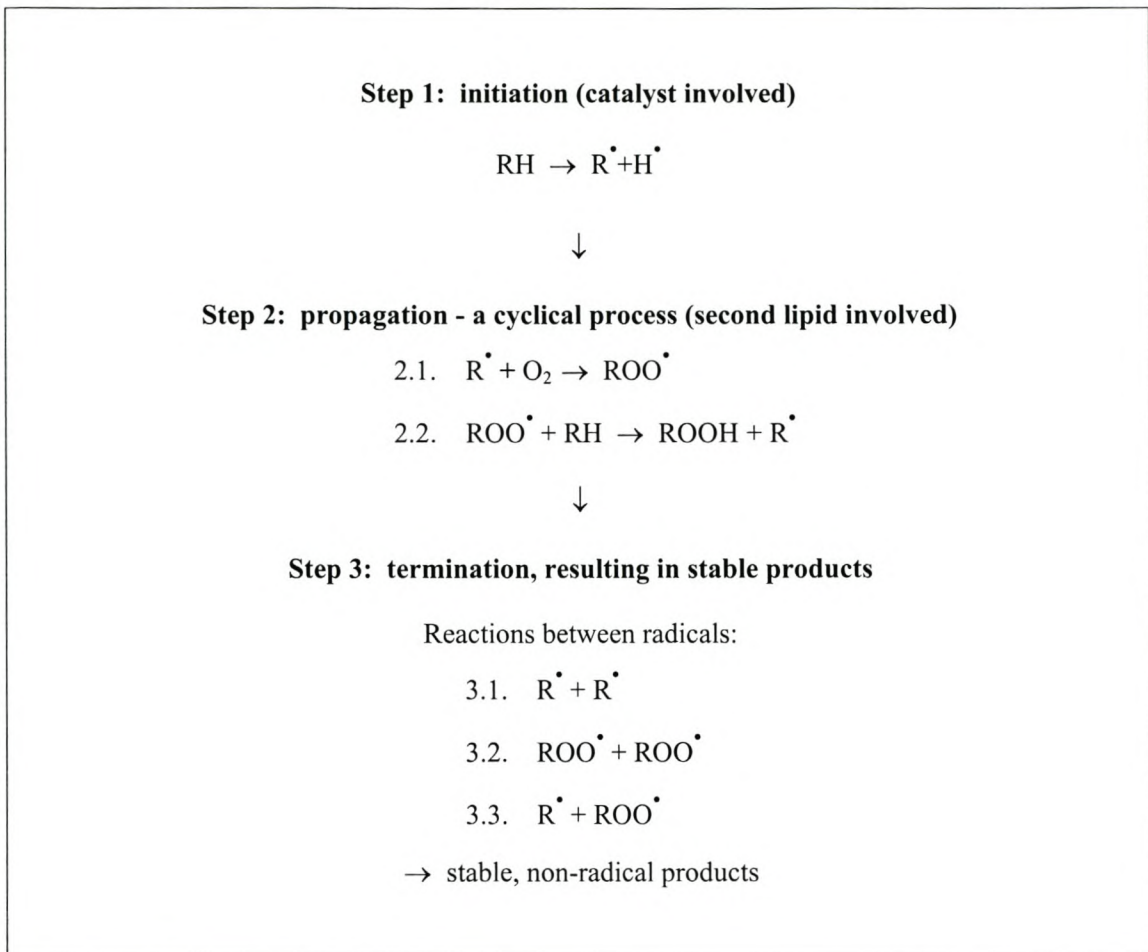 Step 1: initiation (catalyst involved)
RH → R•+H•
↓
Step 2: propagation - a cyclical process (second lipid involved)
2.1. R• + O₂ → ROO•
2.2. ROO• + RH → ROOH + R•
↓
Step 3: termination, resulting in stable products
Reactions between radicals:
3.1. R• + R•
3.2. ROO• + ROO•
3.3. R• + ROO•
→ stable, non-radical products